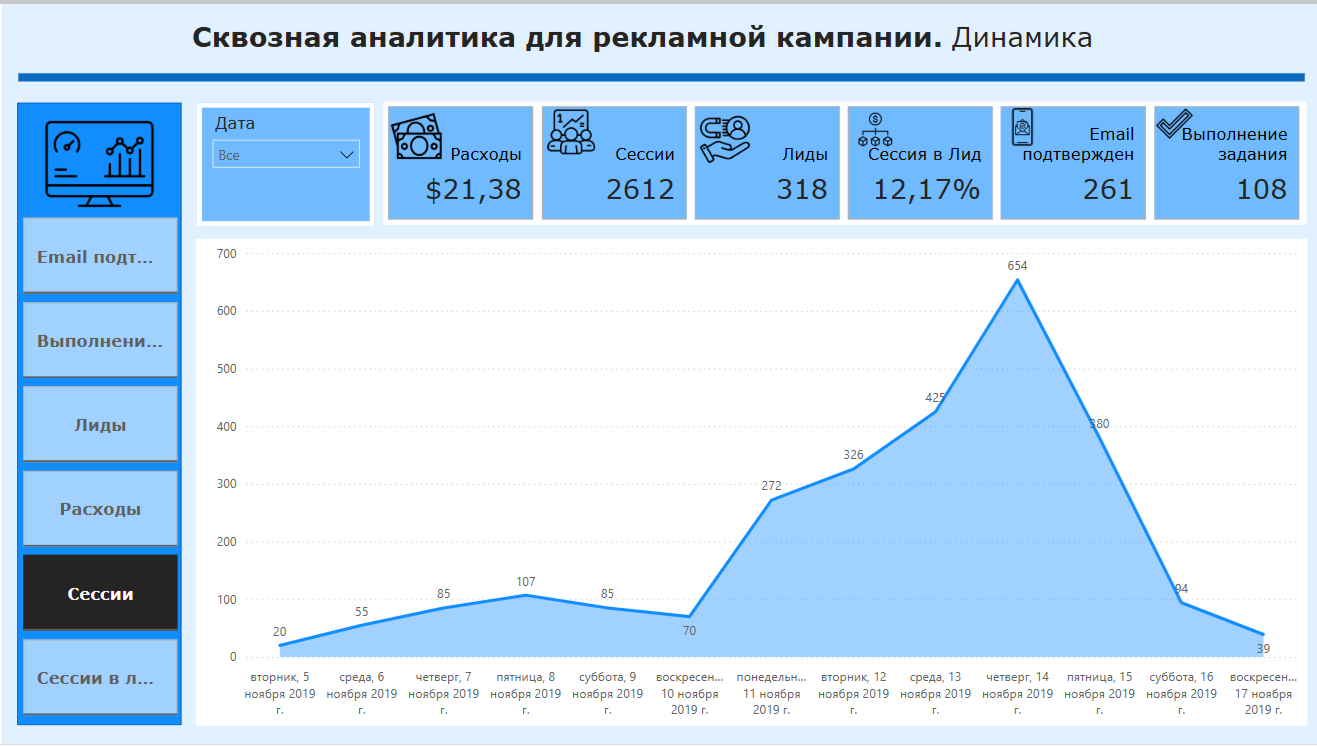 Сквозная аналитика для рекламной кампании. Динамика
Дата
Все
Расходы
$21,38
Сессии
2612
Лиды
318
Сессия в Лид
12,17%
Email
подтвержден
261
Выполнение
задания
108
Email подт...
Выполнени...
Лиды
Расходы
Сессии
Сессии в л...
700
600
500
400
300
200
100
0
20
55
85
107
85
70
272
326
425
654
380
94
39
вторник, 5
ноября 2019
г.
среда, 6
ноября 2019
г.
четверг, 7
ноября 2019
г.
пятница, 8
ноября 2019
г.
суббота, 9
ноября 2019
г.
воскресен...
10 ноября
2019 г.
понедельн...
11 ноября
2019 г.
вторник, 12
ноября 2019
г.
среда, 13
ноября 2019
г.
четверг, 14
ноября 2019
г.
пятница, 15
ноября 2019
г.
суббота, 16
ноября 2019
г.
воскресен...
17 ноября
2019 г.